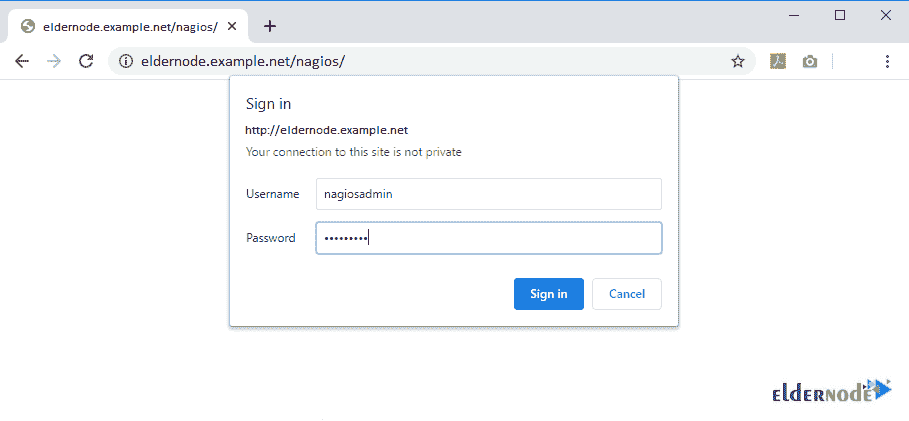 eldernode.example.net/nagios/
eldernode.example.net/nagios/
Sign in
http://eldernode.example.net
Your connection to this site is not private
Username nagiosadmin
Password •••••••••
Sign in Cancel
eldernode